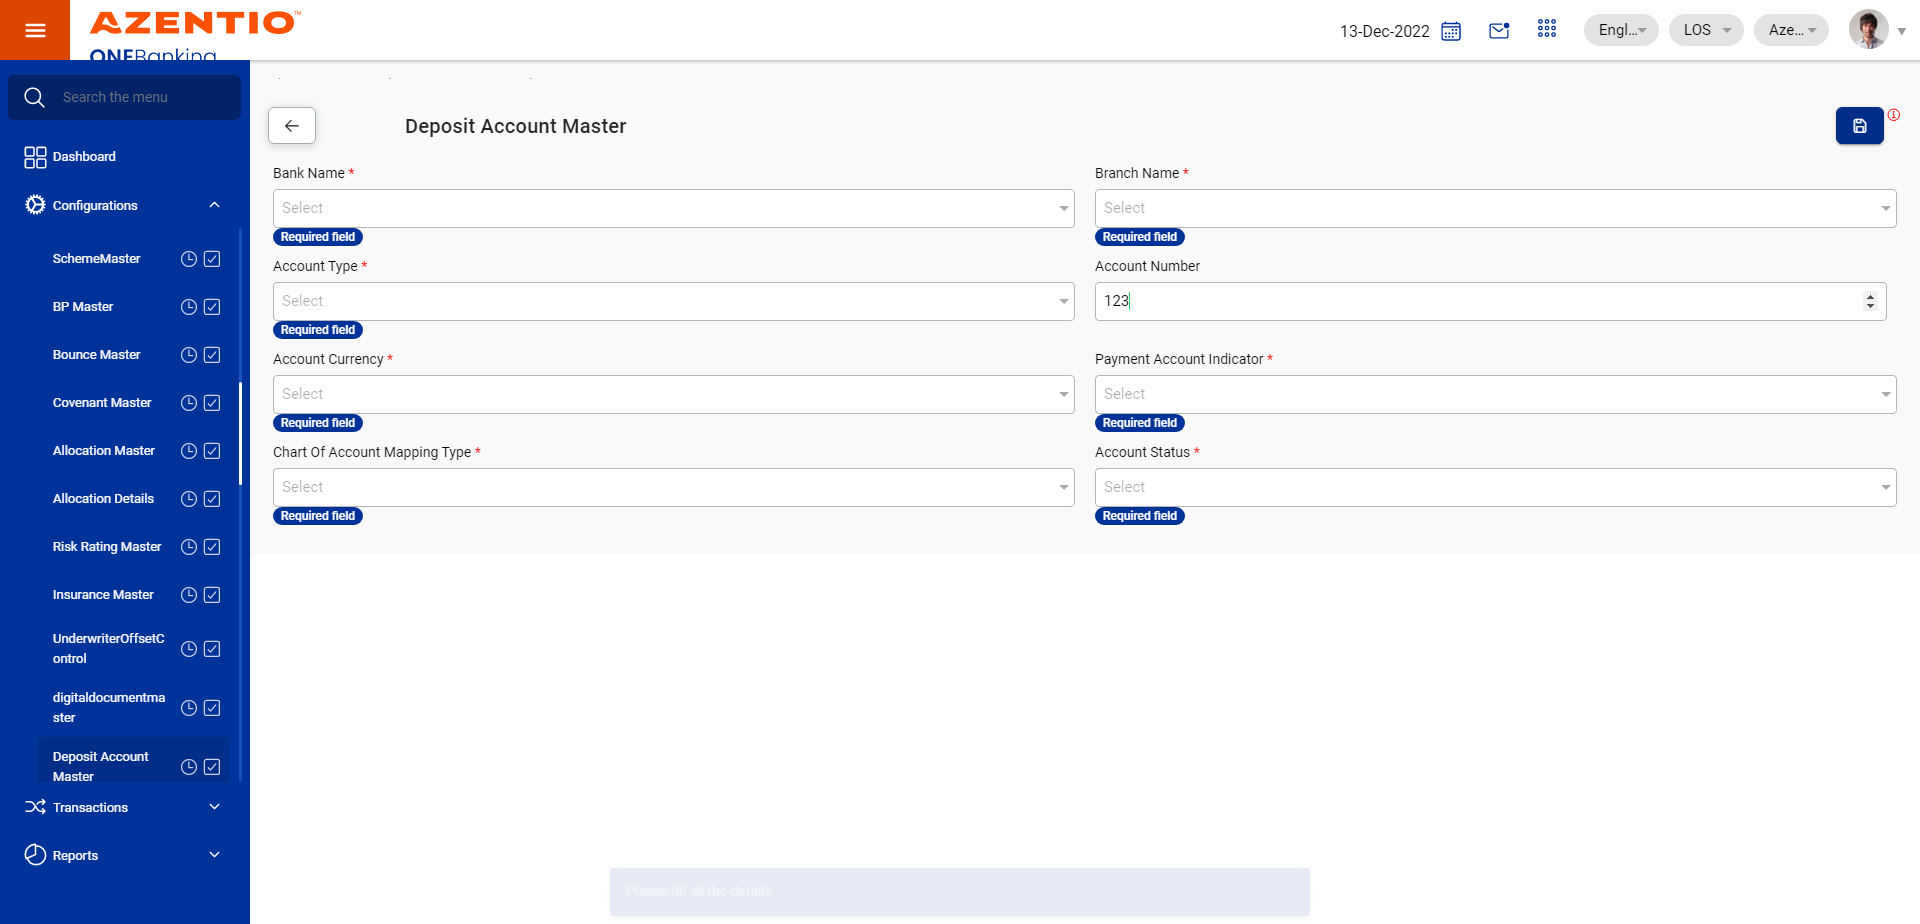 AZENTIO™
ONEBanking
13-Dec-2022
Engl...
LOS
Aze...
Search the menu
Dashboard
Configurations
SchemeMaster
BP Master
Bounce Master
Covenant Master
Allocation Master
Allocation Details
Risk Rating Master
Insurance Master
UnderwriterOffsetC
ontrol
digitaldocumentma
ster
Deposit Account
Master
Transactions
Reports
Deposit Account Master
Bank Name *
Select
Required field
Branch Name *
Select
Required field
Account Type *
Select
Required field
Account Number
123
Account Currency *
Select
Required field
Payment Account Indicator *
Select
Required field
Chart Of Account Mapping Type *
Select
Required field
Account Status *
Select
Required field
Please fill all the details